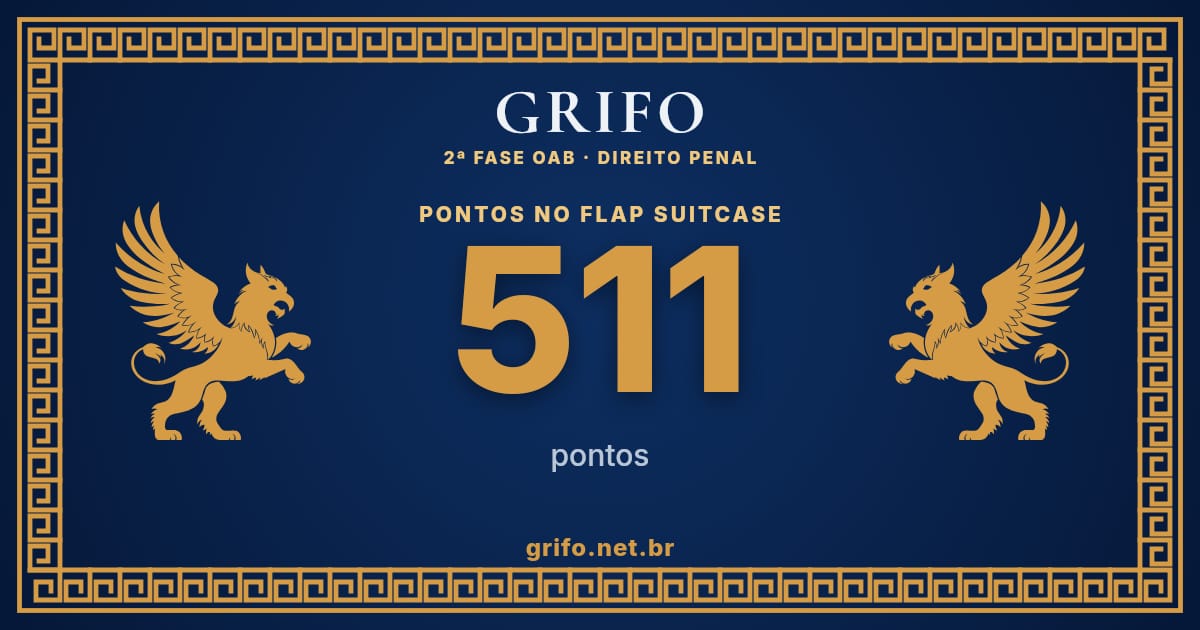 GRIFO
2ª FASE OAB · DIREITO PENAL
PONTOS NO FLAP SUITCASE
511
pontos
grifo.net.br